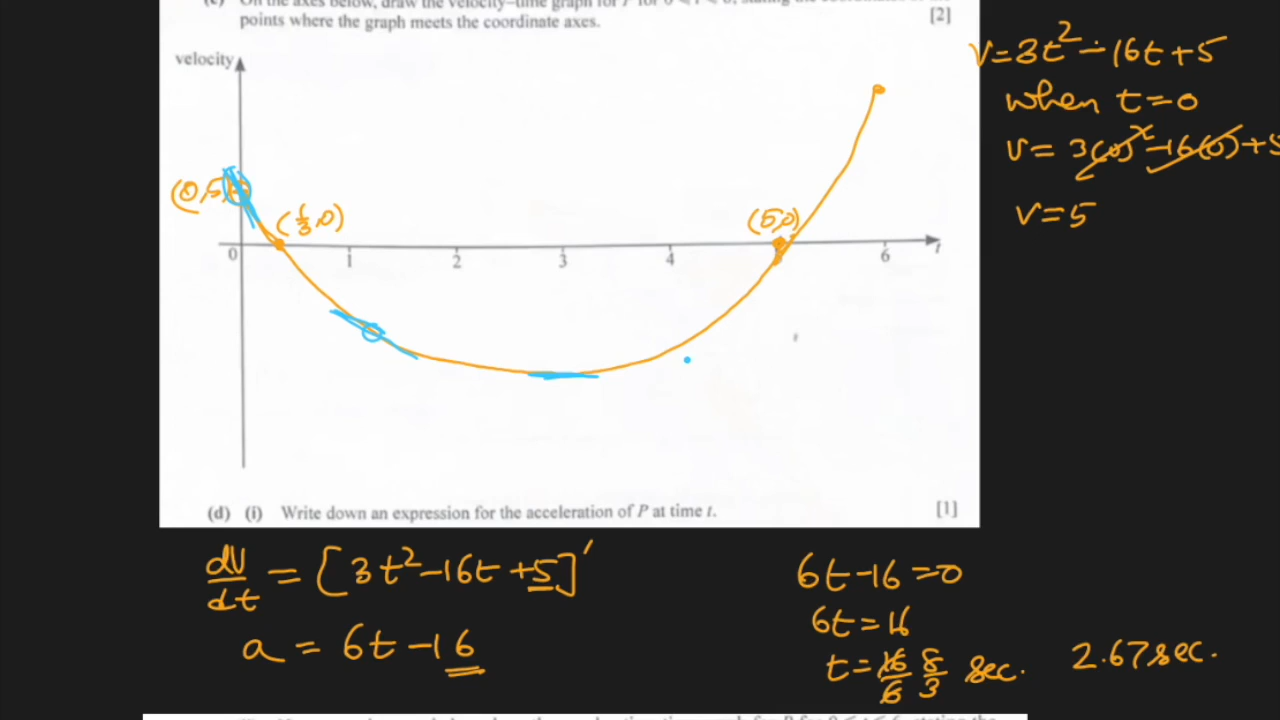 points where the graph meets the coordinate axes.
[2]
velocity
v=3t²-16t+5
when t=0
v= 3(0)²-16(0)+5
v=5
(⅓,0)
(5,0)
0 1 2 3 4 6 t
(d) (i) Write down an expression for the acceleration of P at time t. [1]
dv/dt = [3t²-16t+5]′
a = 6t-16
6t-16=0
6t=16
t=16/6 8/3 sec. 2.67sec.